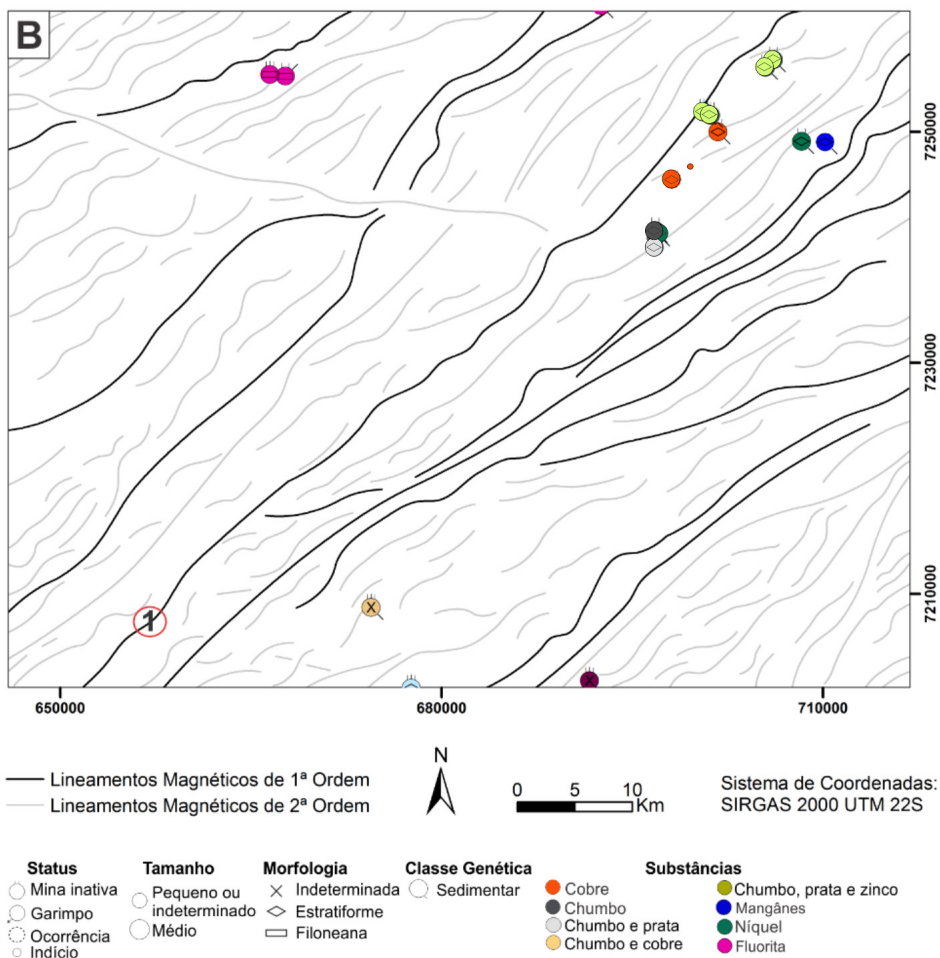 B
7250000
7230000
7210000
1
X
X
650000
680000
710000
Lineamentos Magnéticos de 1ª Ordem
Lineamentos Magnéticos de 2ª Ordem
N
0 5 10
Km
Sistema de Coordenadas:
SIRGAS 2000 UTM 22S
Status
Mina inativa
Garimpo
Ocorrência
Indício
Tamanho
Pequeno ou
indeterminado
Médio
Morfologia
Indeterminada
Estratiforme
Filoneana
Classe Genética
Sedimentar
Substâncias
Cobre
Chumbo
Chumbo e prata
Chumbo e cobre
Chumbo, prata e zinco
Mangânes
Níquel
Fluorita